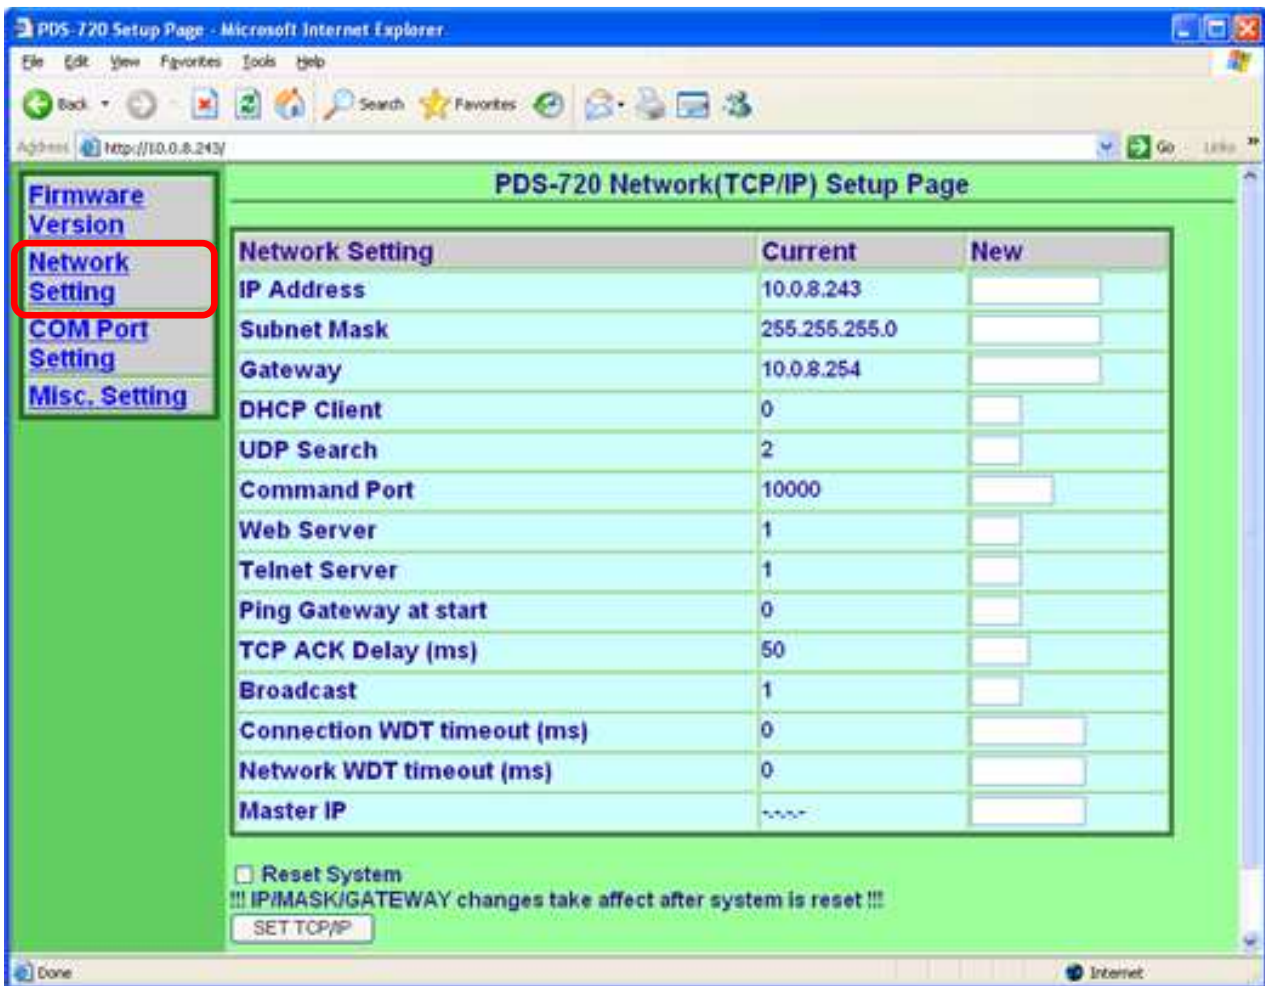 PDS-720 Setup Page - Microsoft Internet Explorer
File Edit View Favorites Tools Help
Back Search Favorites
Address http://10.0.8.243/ Go Links »
Firmware
Version
Network
Setting
COM Port
Setting
Misc. Setting
PDS-720 Network(TCP/IP) Setup Page
Network Setting Current New
IP Address 10.0.8.243
Subnet Mask 255.255.255.0
Gateway 10.0.8.254
DHCP Client 0
UDP Search 2
Command Port 10000
Web Server 1
Telnet Server 1
Ping Gateway at start 0
TCP ACK Delay (ms) 50
Broadcast 1
Connection WDT timeout (ms) 0
Network WDT timeout (ms) 0
Master IP -.-.-.-
Reset System
!!! IP/MASK/GATEWAY changes take affect after system is reset !!!
SET TCP/IP
Done Internet